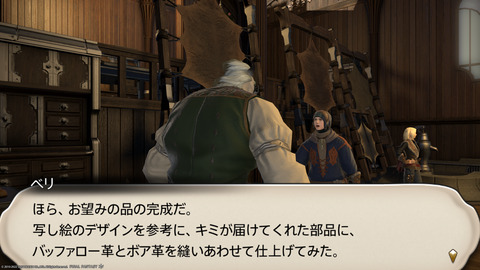 ベリ
ほら、お望みの品の完成だ。
写し絵のデザインを参考に、キミが届けてくれた部品に、
バッファロー革とボア革を縫いあわせて仕上げてみた。
FINAL FANTASY XIV